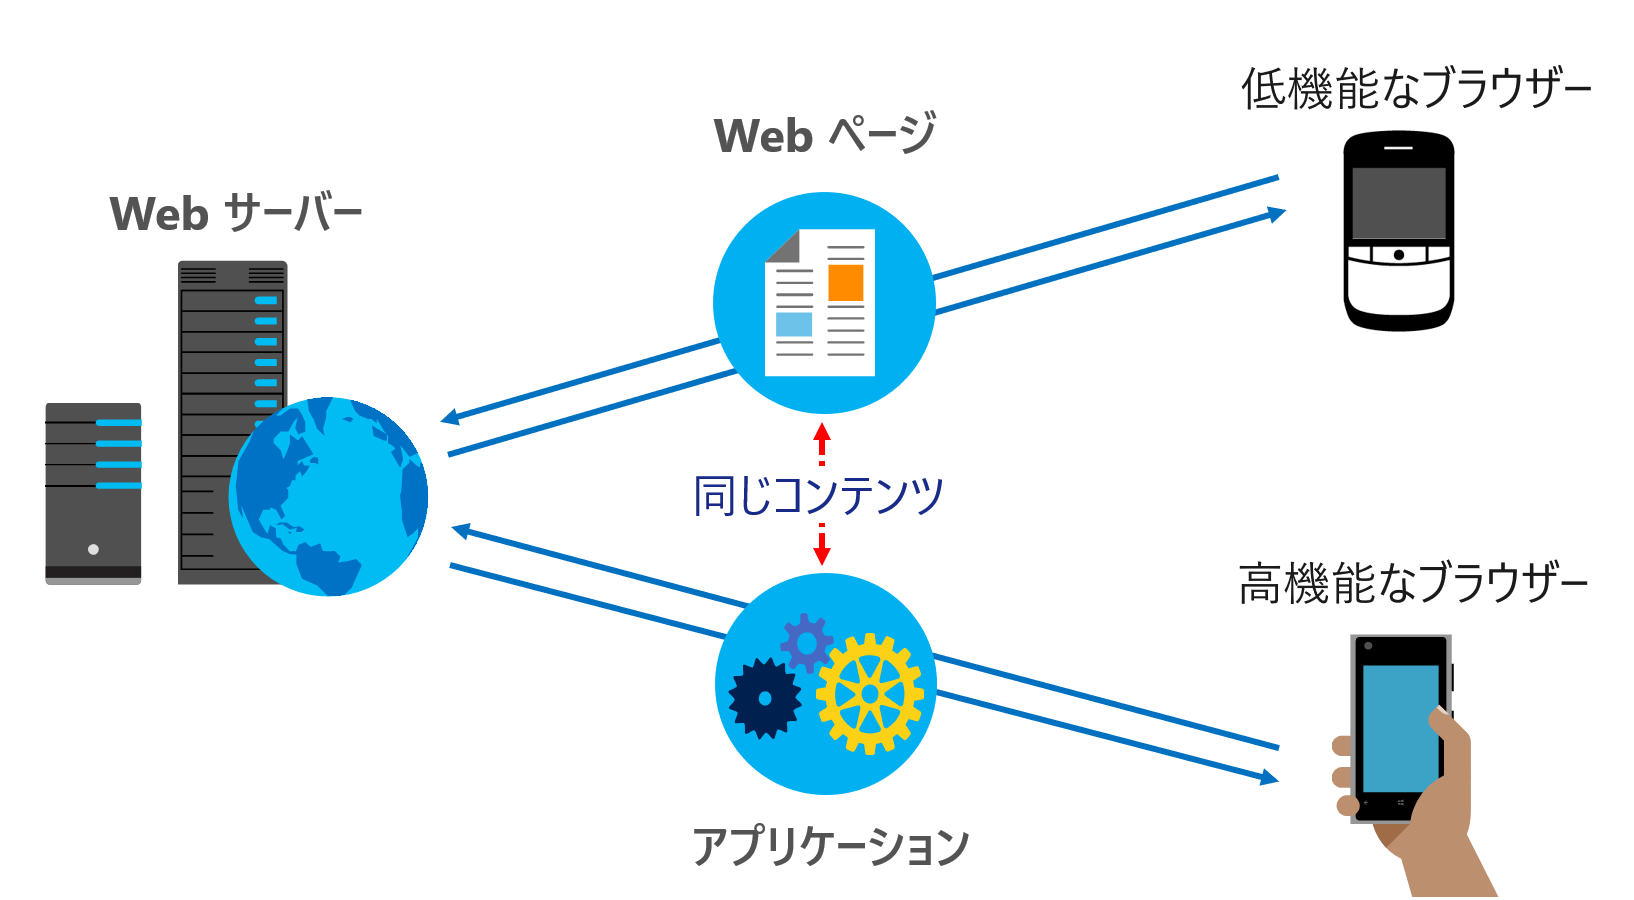 低機能なブラウザー
Web ページ
Web サーバー
同じコンテンツ
高機能なブラウザー
アプリケーション